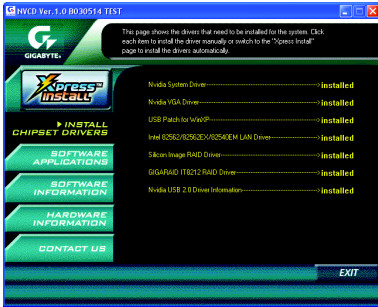 NVCD Ver.1.0 B030514 TEST
GIGABYTE
This page shows the drivers that need to be installed for the system. Click
each item to install the driver manually or switch to the "Xpress Install"
page to install the drivers automatically.
Xpress
Install
INSTALL
CHIPSET DRIVERS
SOFTWARE
APPLICATIONS
SOFTWARE
INFORMATION
HARDWARE
INFORMATION
CONTACT US
Nvidia System Driver installed
Nvidia VGA Driver installed
USB Patch for WinXP installed
Intel 82562/82562EX/82540EM LAN Driver installed
Silicon Image RAID Driver installed
GIGARAID IT8212 RAID Driver installed
Nvidia USB 2.0 Driver Information installed
EXIT